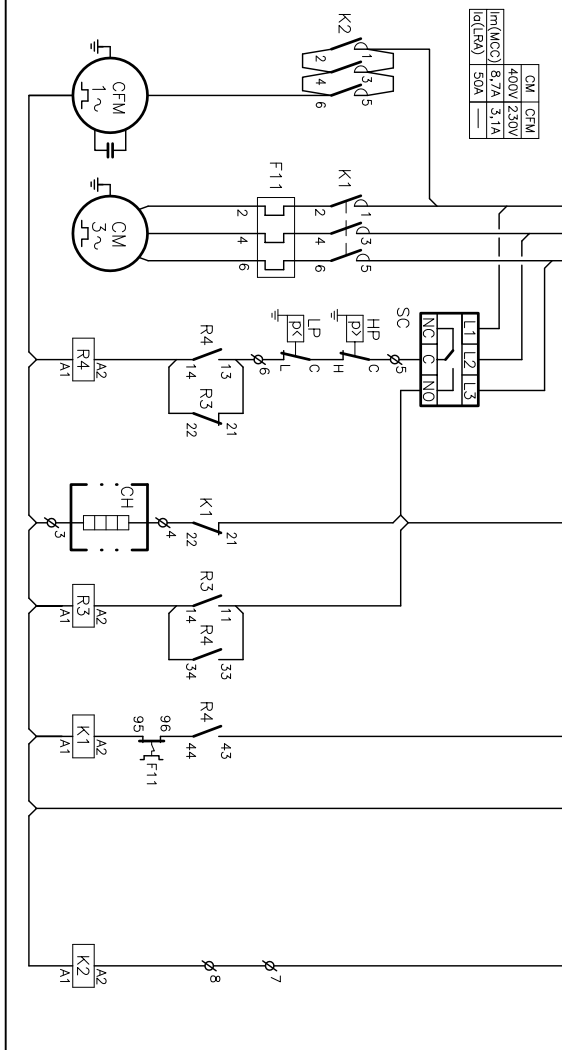 CM CFM
400V 230V
Im(MCC) 8,7A 3,1A
Iq(LRA) 50A —
K2
1 3 5
2 4 6
CFM
1 ~
K1
1 3 5
2 4 6
F11
2 4 6
CM
3 ~
L1 L2 L3
NC C NO
SC
5
HP
P>
C
H
LP
P<
C
L
6
R4
13
14
R3
21
22
R4
A2
A1
K1
21
22
4
CH
3
R3
11
14
R4
33
34
R3
A2
A1
R4
43
44
96
95
F11
K1
A2
A1
7
8
K2
A2
A1